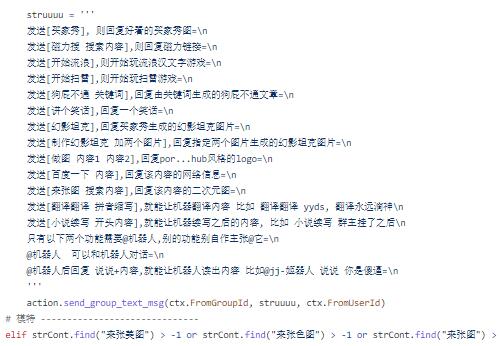 struuuu = '''
发送[买家秀], 则回复好看的买家秀图=\n
发送[磁力搜 搜索内容],则回复磁力链接=\n
发送[开始流浪],则开始玩流浪汉文字游戏=\n
发送[开始扫雷],则开始玩扫雷游戏=\n
发送[狗屁不通 关键词],回复由关键词生成的狗屁不通文章=\n
发送[讲个笑话],回复一个笑话=\n
发送[幻影坦克],回复买家秀生成的幻影坦克图片=\n
发送[制作幻影坦克 加两个图片],回复指定两个图片生成的幻影坦克图片=\n
发送[做图 内容1 内容2],回复por...hub风格的logo=\n
发送[百度一下 内容],回复该内容的网络信息=\n
发送[来张图 搜索内容],回复该内容的二次元图=\n
发送[翻译翻译 拼音缩写],就能让机器翻译内容 比如 翻译翻译 yyds, 翻译永远滴神\n
发送[小说续写 开头内容],就能让机器续写之后的内容, 比如 小说续写 群主挂了之后\n
只有以下两个功能需要@机器人,别的功能别自作主张@它=\n
@机器人 可以和机器人对话=\n
@机器人后回复 说说+内容,就能让机器人读出内容 比如@jj-姬器人 说说 你是傻逼=\n
'''
action.send_group_text_msg(ctx.FromGroupId, struuuu, ctx.FromUserId)
# 模特 -----------------------------
elif strCont.find("来张美图") > -1 or strCont.find("来张色图") > -1 or strCont.find("来张图") >